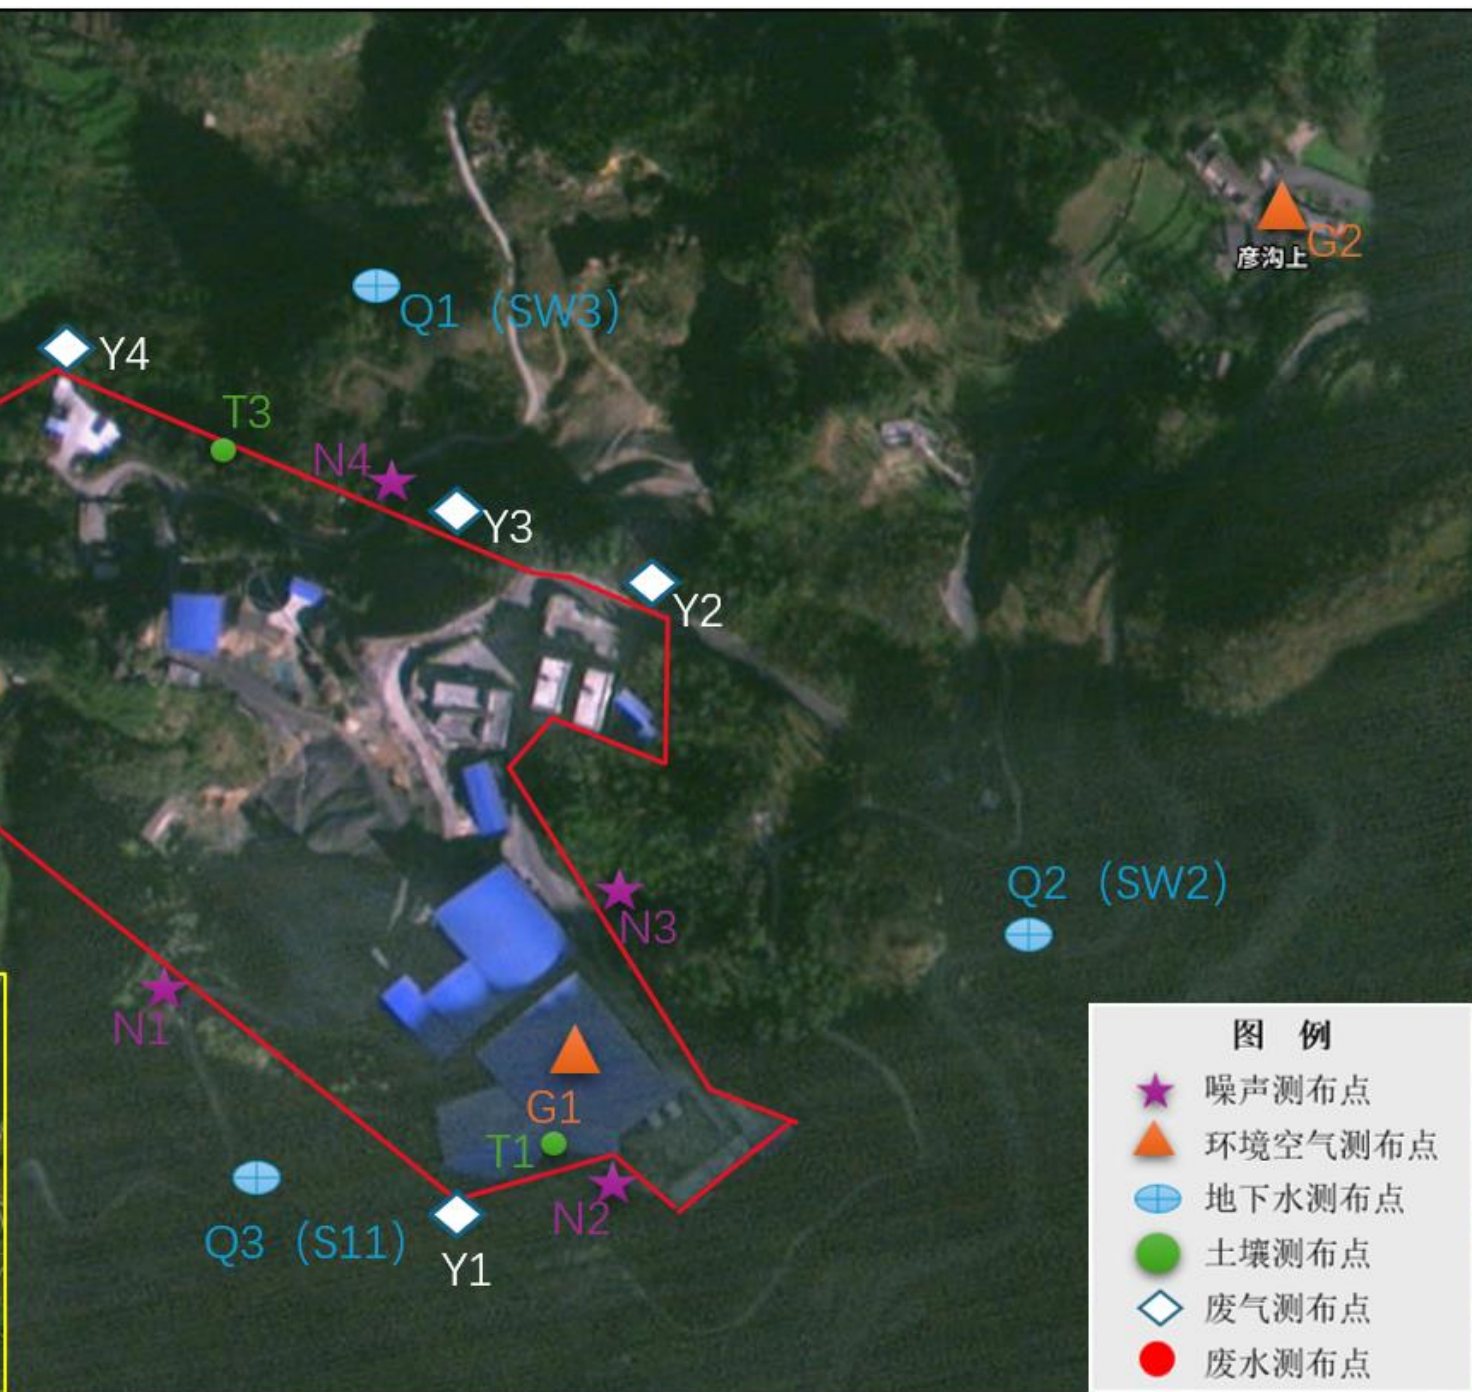 彦沟上
G2
Q1（SW3）
Y4
T3
N4
Y3
Y2
Q2（SW2）
N3
N1
G1
T1
N2
Q3（S11）
Y1
图 例
噪声测布点
环境空气测布点
地下水测布点
土壤测布点
废气测布点
废水测布点